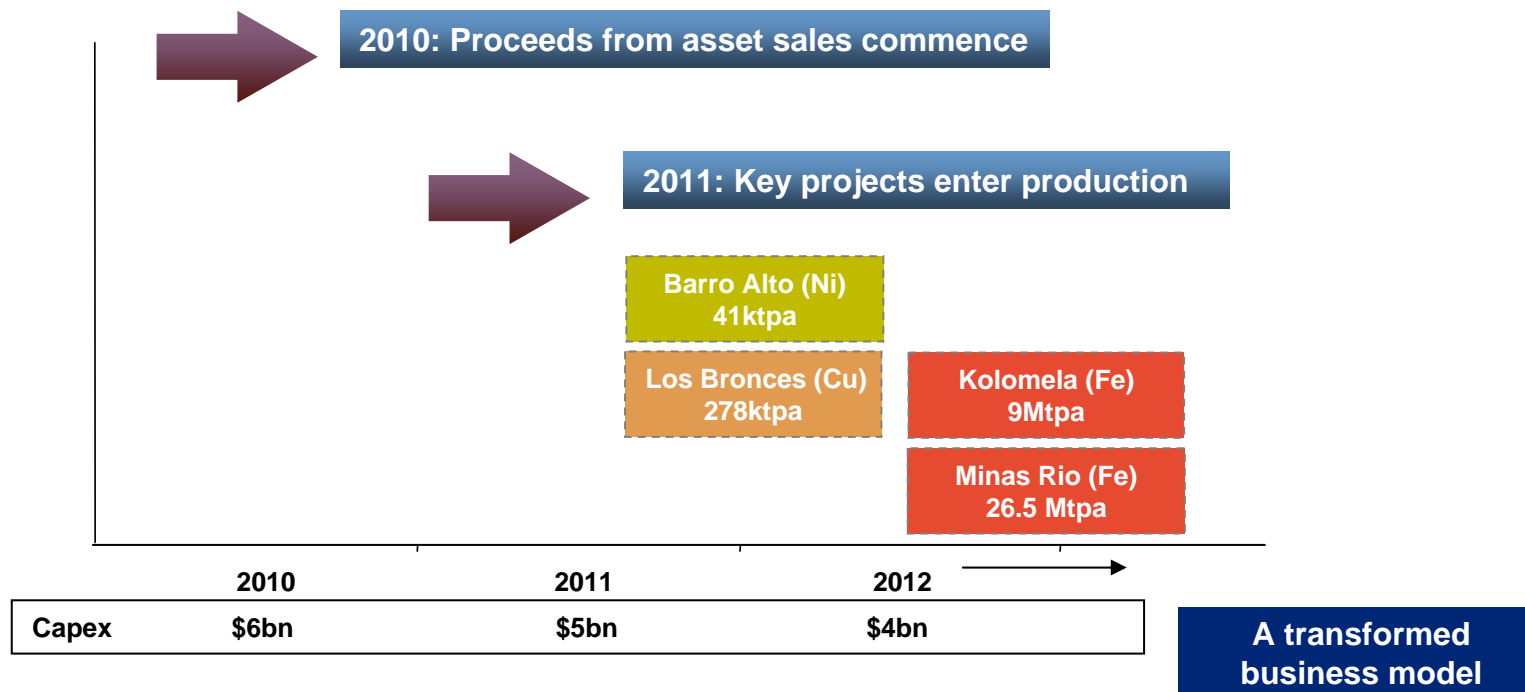 2010: Proceeds from asset sales commence
2011: Key projects enter production
Barro Alto (Ni)
41ktpa
Los Bronces (Cu)
278ktpa
Kolomela (Fe)
9Mtpa
Minas Rio (Fe)
26.5 Mtpa
2010 2011 2012
Capex $6bn $5bn $4bn
A transformed
business model